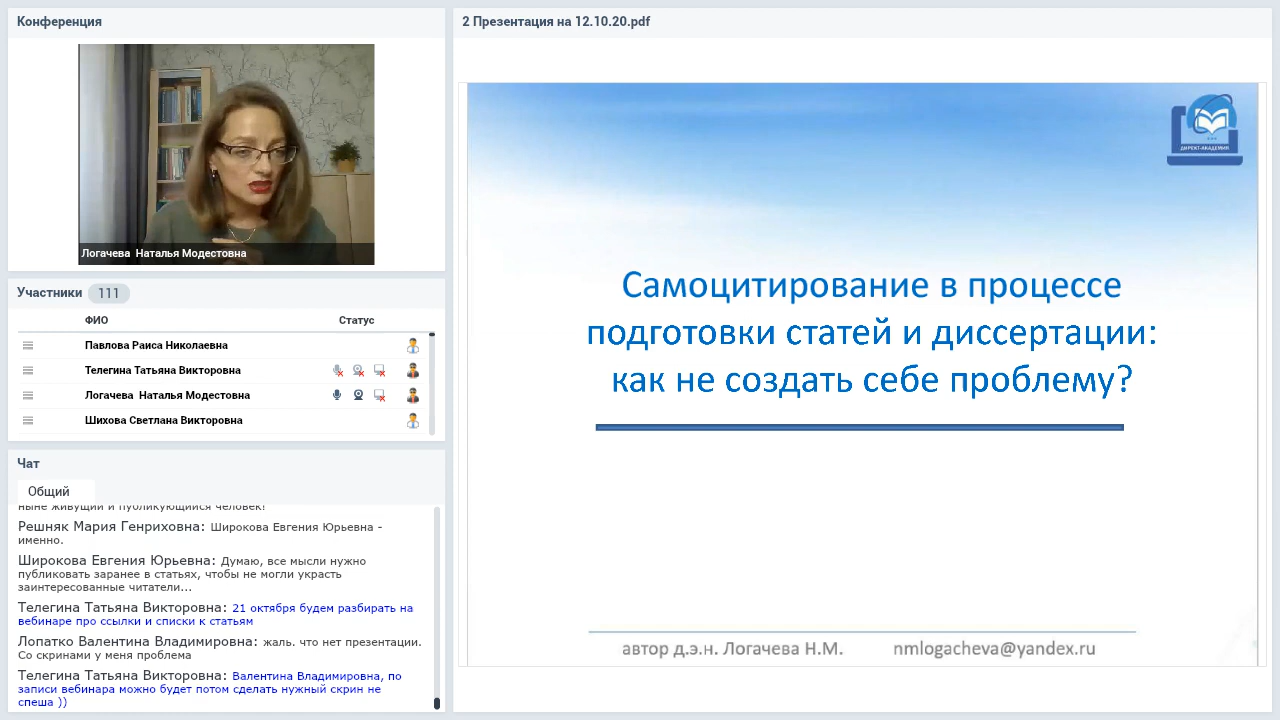 Конференция
Логачева  Наталья Модестовна
Участники 111
ФИО Статус
Павлова Раиса Николаевна
Телегина Татьяна Викторовна
Логачева  Наталья Модестовна
Шихова Светлана Викторовна
Чат
Общий
ныне живущий и публикующийся человек!
Решняк Мария Генриховна: Широкова Евгения Юрьевна -
именно.
Широкова Евгения Юрьевна: Думаю, все мысли нужно
публиковать заранее в статьях, чтобы не могли украсть
заинтересованные читатели...
Телегина Татьяна Викторовна: 21 октября будем разбирать на
вебинаре про ссылки и списки к статьям
Лопатко Валентина Владимировна: жаль. что нет презентации.
Со скринами у меня проблема
Телегина Татьяна Викторовна: Валентина Владимировна, по
записи вебинара можно будет потом сделать нужный скрин не
спеша ))
2 Презентация на 12.10.20.pdf
ДИРЕКТ-АКАДЕМИЯ
Самоцитирование в процессе
подготовки статей и диссертации:
как не создать себе проблему?
автор д.э.н. Логачева Н.М. nmlogacheva@yandex.ru